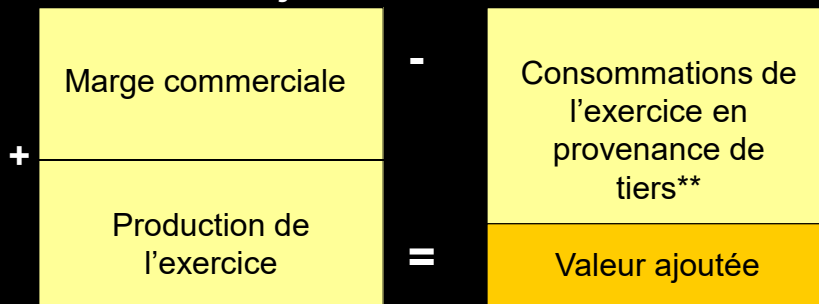 Marge commerciale
-
Consommations de
l’exercice en
provenance de
tiers**
+
Production de
l’exercice
=
Valeur ajoutée